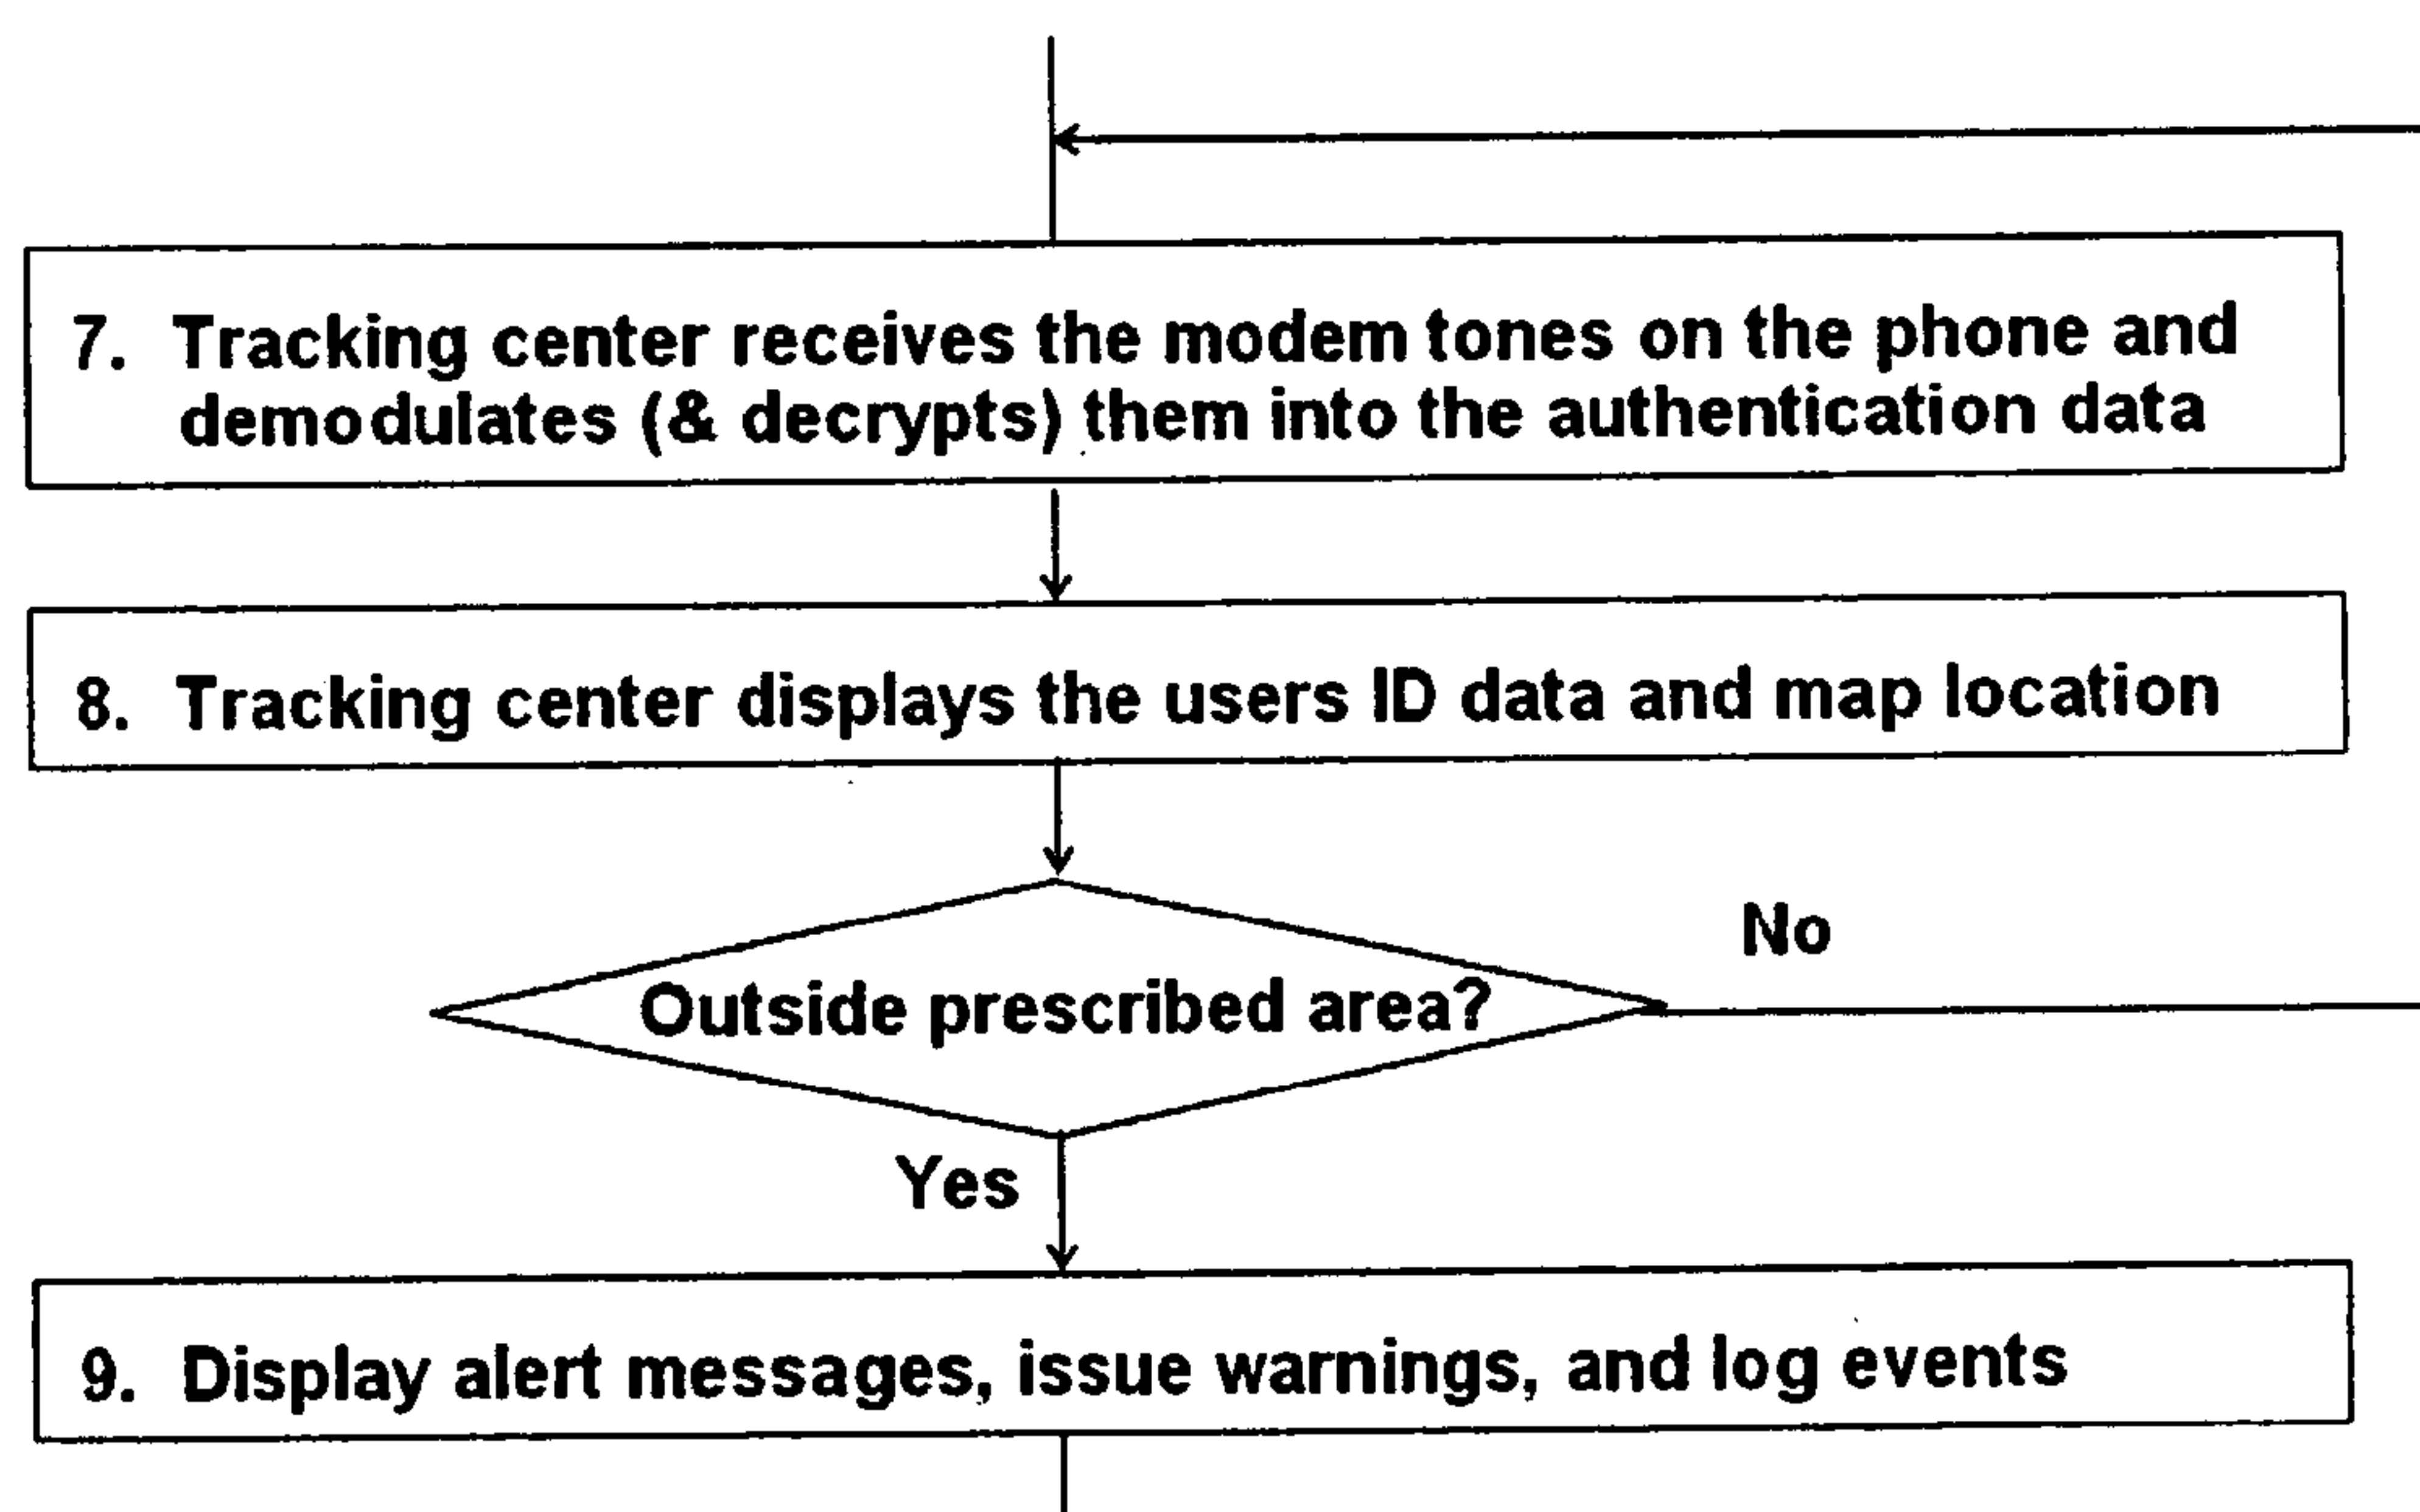 7. Tracking center receives the modem tones on the phone and
demodulates (& decrypts) them into the authentication data
8. Tracking center displays the users ID data and map location
No
Outside prescribed area?
Yes
9. Display alert messages, issue warnings, and log events